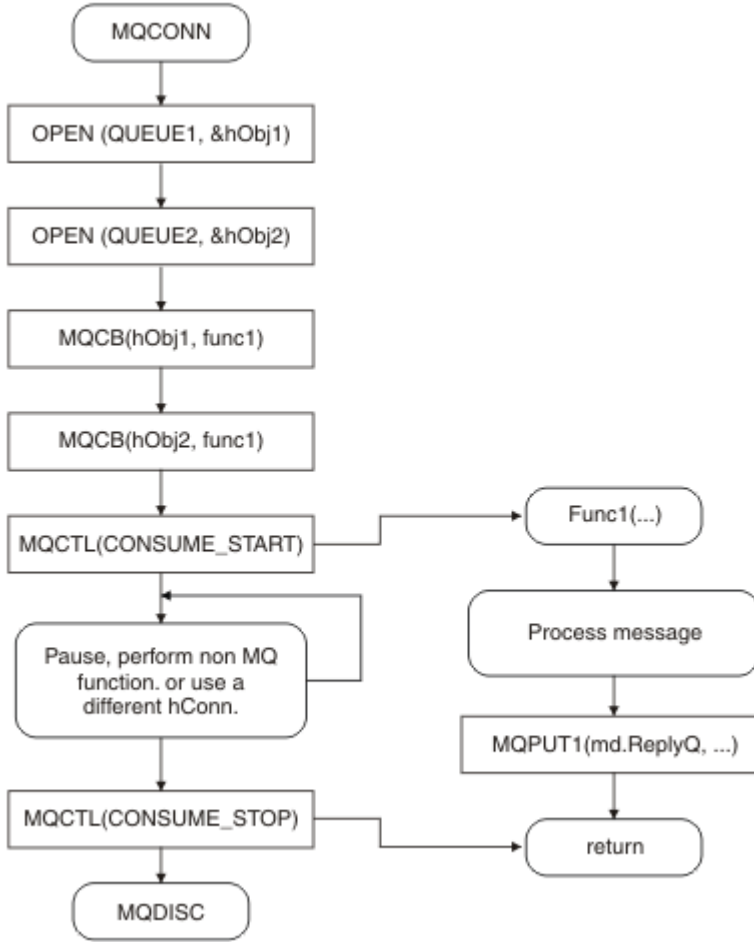 MQCONN
OPEN (QUEUE1, &hObj1)
OPEN (QUEUE2, &hObj2)
MQCB(hObj1, func1)
MQCB(hObj2, func1)
MQCTL(CONSUME_START)
Pause, perform non MQ
function. or use a
different hConn.
MQCTL(CONSUME_STOP)
MQDISC
Func1(...)
Process message
MQPUT1(md.ReplyQ, ...)
return